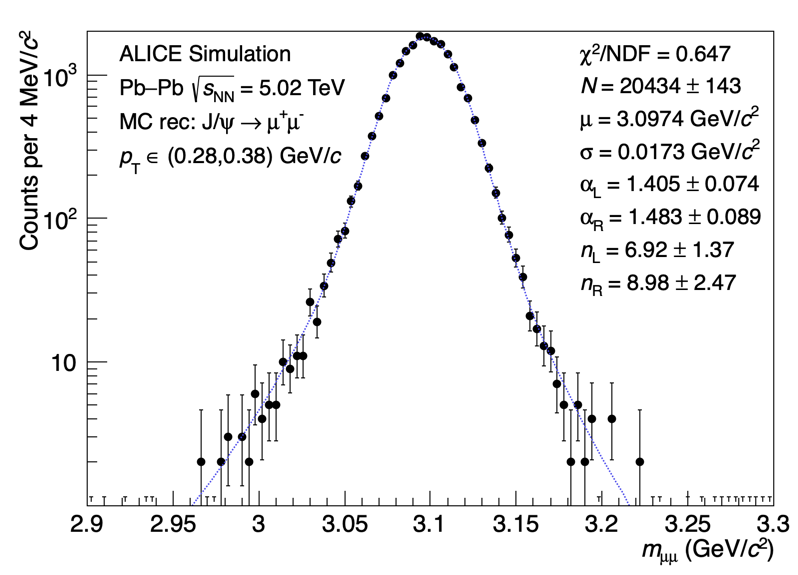 ALICE Simulation
Pb–Pb √sNN = 5.02 TeV
MC rec: J/ψ → μ+μ-
pT ∈ (0.28,0.38) GeV/c
χ2/NDF = 0.647
N = 20434 ± 143
μ = 3.0974 GeV/c2
σ = 0.0173 GeV/c2
αL = 1.405 ± 0.074
αR = 1.483 ± 0.089
nL = 6.92 ± 1.37
nR = 8.98 ± 2.47
Counts per 4 MeV/c2
103
102
10
2.9 2.95 3 3.05 3.1 3.15 3.2 3.25 3.3
mμμ (GeV/c2)